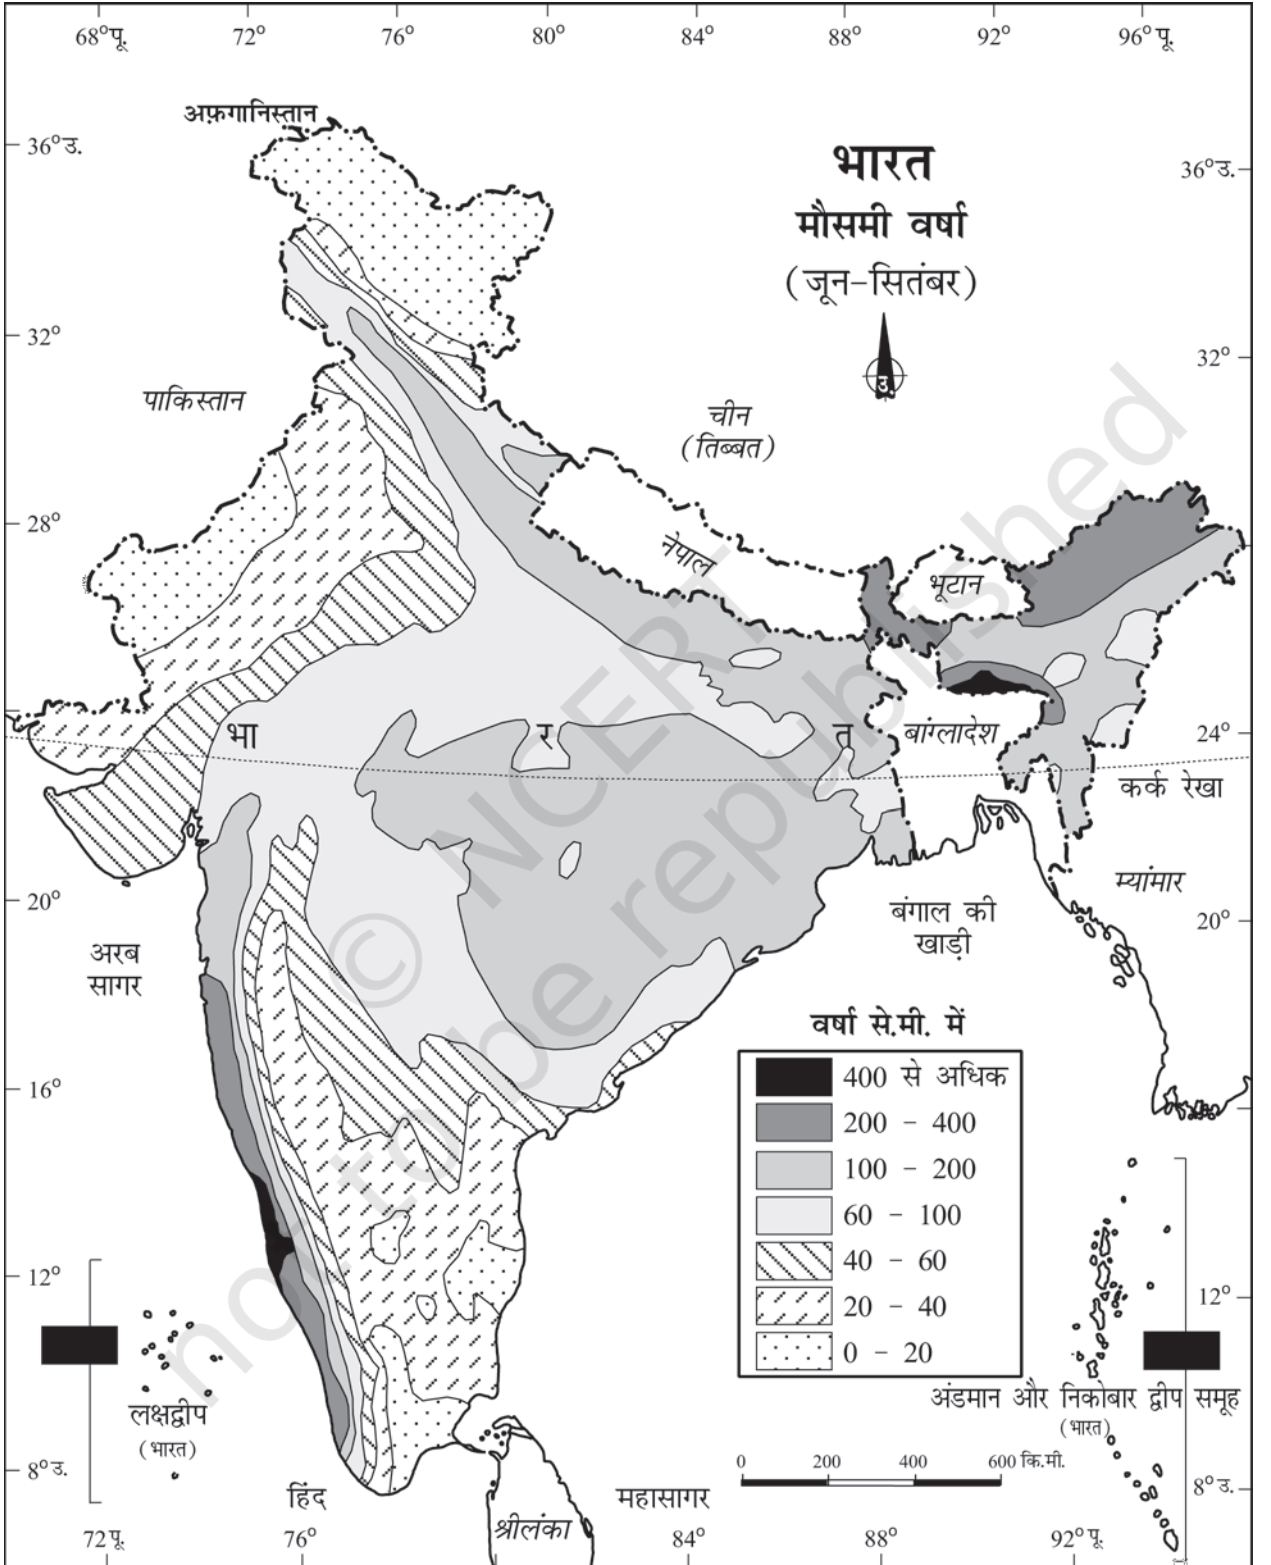 68°पू.
72°
76°
80°
84°
88°
92°
96°पू.
अफ़गानिस्तान
36°उ.
36°उ.
भारत
मौसमी वर्षा
(जून-सितंबर)
32°
32°
उ
पाकिस्तान
चीन
(तिब्बत)
28°
नेपाल
भूटान
भा
र
त
बांग्लादेश
24°
कर्क रेखा
म्यांमार
20°
20°
बंगाल की
खाड़ी
अरब
सागर
वर्षा से.मी. में
400 से अधिक
200 - 400
100 - 200
60 - 100
40 - 60
20 - 40
0 - 20
16°
12°
12°
लक्षद्वीप
(भारत)
अंडमान और निकोबार द्वीप समूह
(भारत)
0 200 400 600 कि.मी.
8°उ.
8°उ.
हिंद
महासागर
श्रीलंका
72°पू.
76°
84°
88°
92°पू.
© NCERT
not to be republished